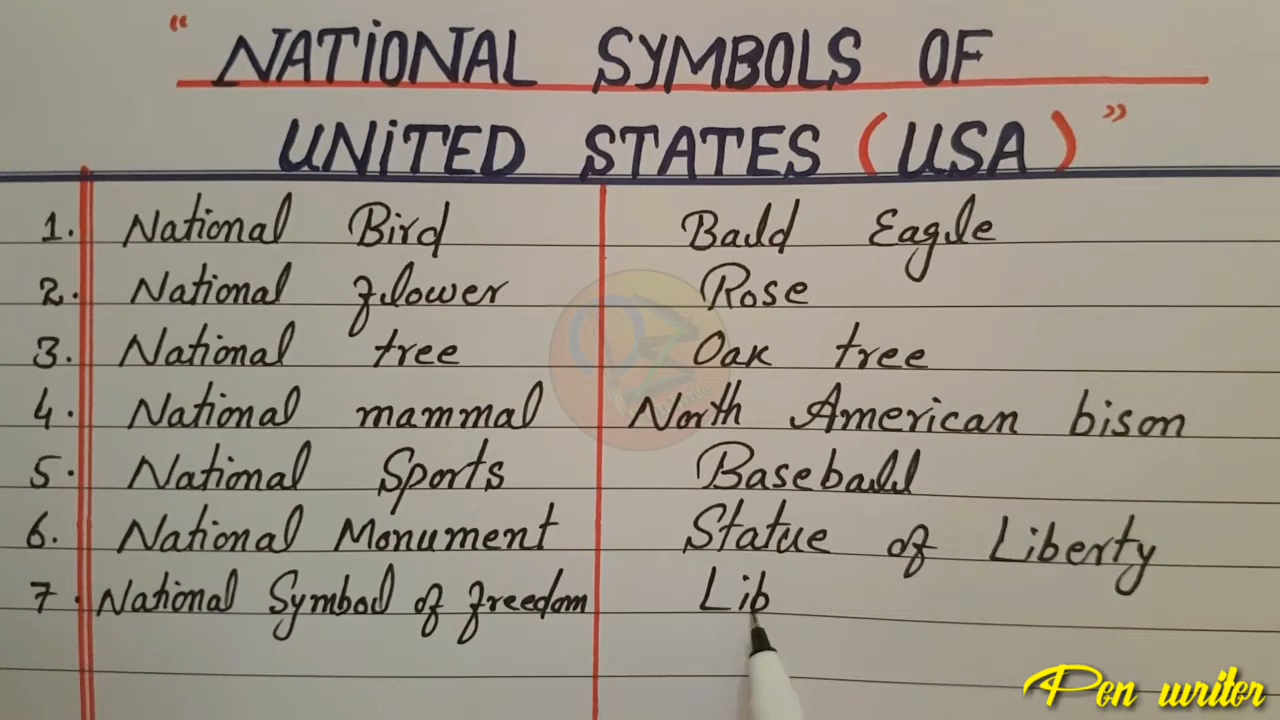 “NATIONAL SYMBOLS OF
UNITED STATES (USA)”
1. National Bird Bald Eagle
2. National flower Rose
3. National tree Oak tree
4. National mammal North American bison
5. National Sports Baseball
6. National Monument Statue of Liberty
7. National Symbol of freedom Lib
Pen writer